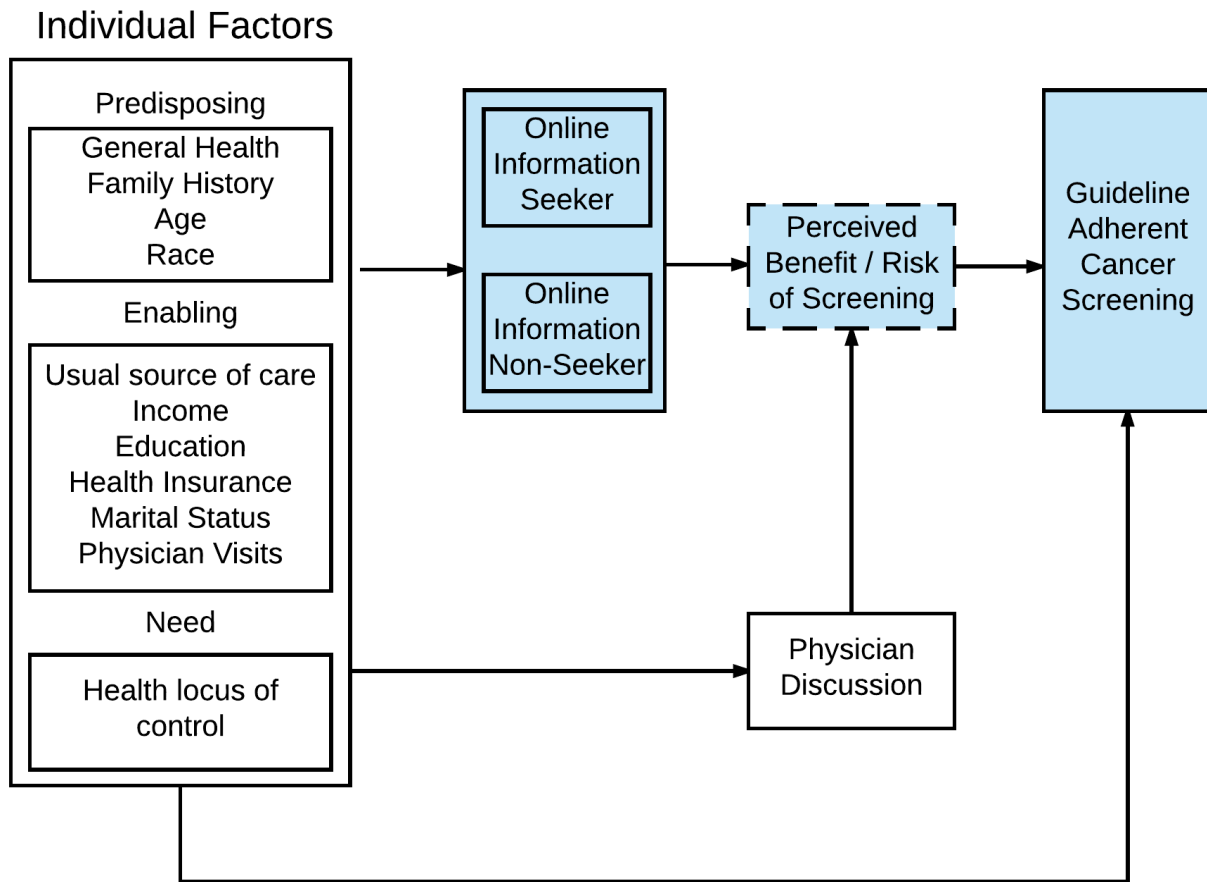 Individual Factors
Predisposing
General Health
Family History
Age
Race
Enabling
Usual source of care
Income
Education
Health Insurance
Marital Status
Physician Visits
Need
Health locus of
control
Online
Information
Seeker
Online
Information
Non-Seeker
Perceived
Benefit / Risk
of Screening
Physician
Discussion
Guideline
Adherent
Cancer
Screening